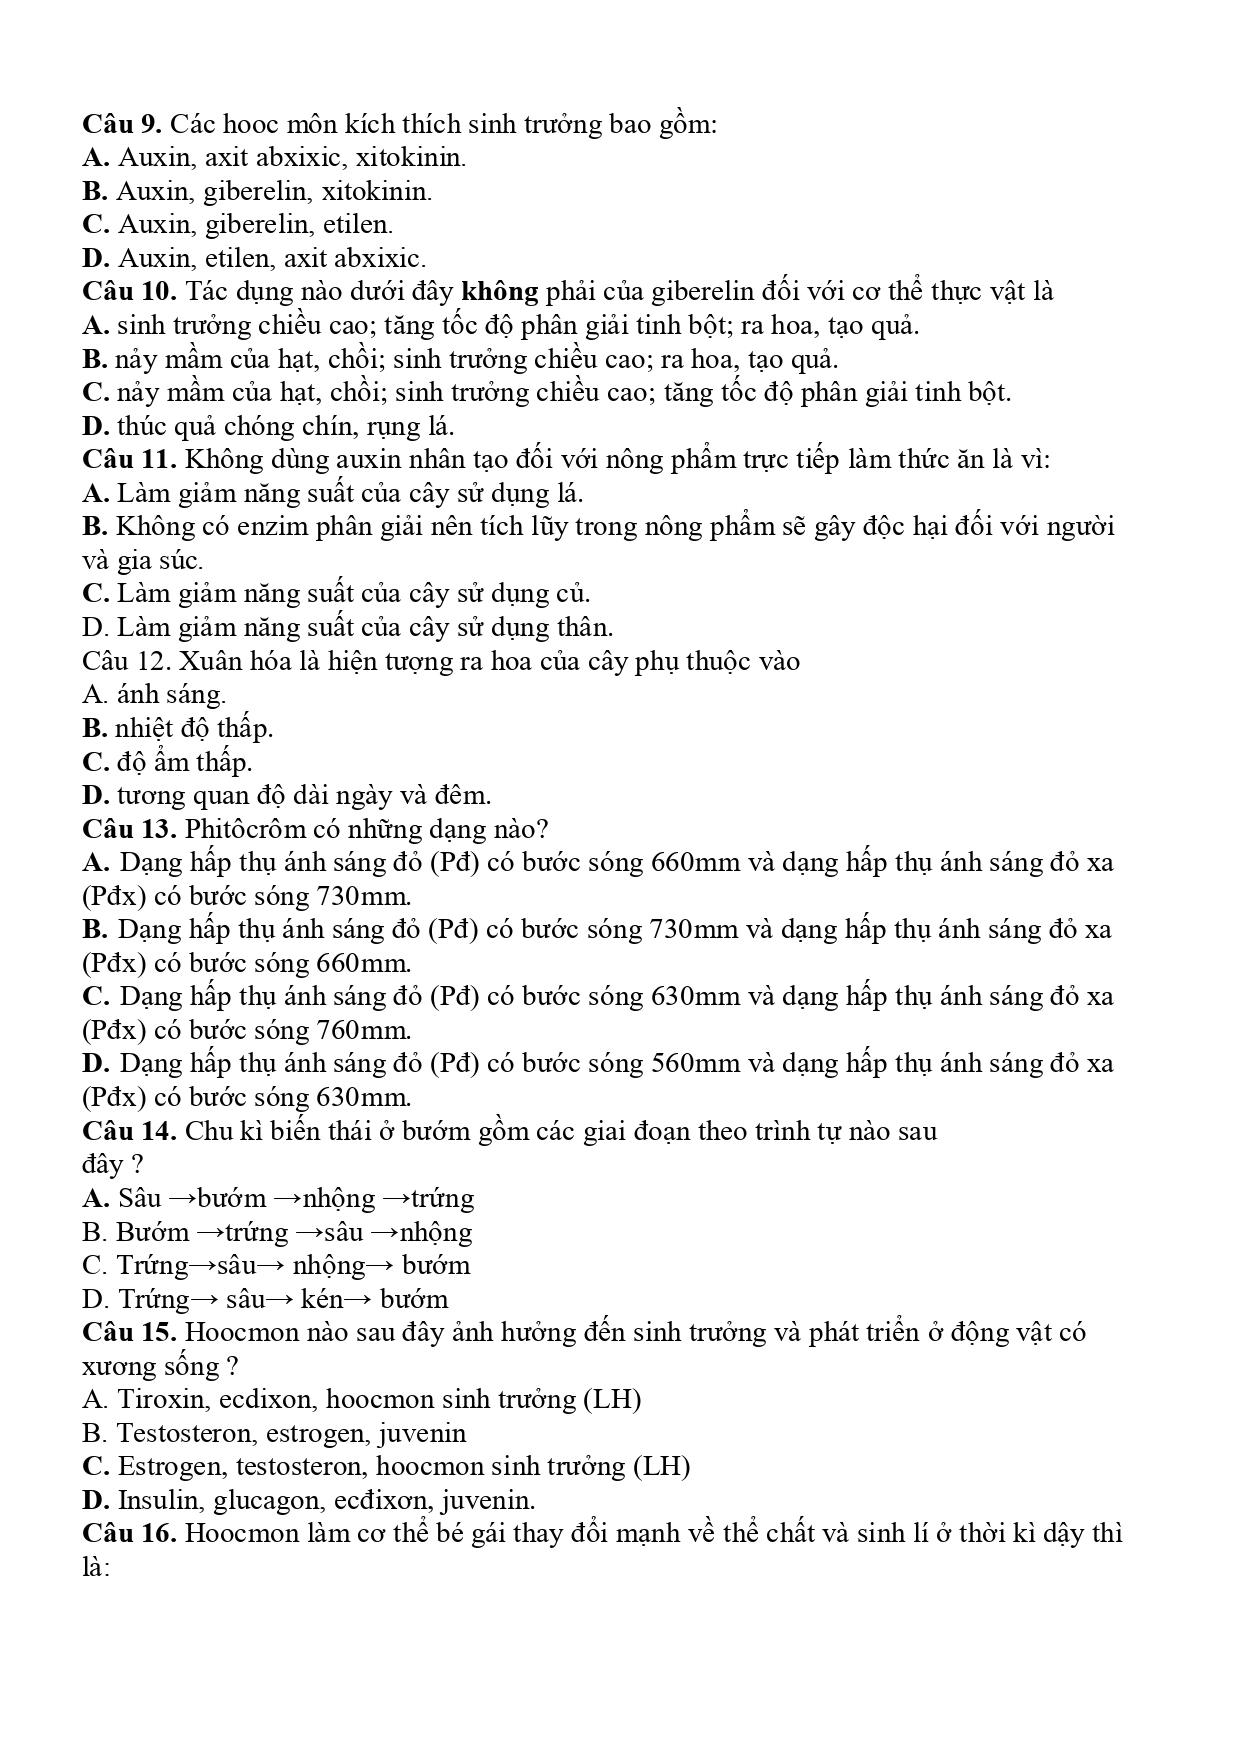 Câu 9. Các hooc môn kích thích sinh trưởng bao gồm:
A. Auxin, axit abxixic, xitokinin.
B. Auxin, giberelin, xitokinin.
C. Auxin, giberelin, etilen.
D. Auxin, etilen, axit abxixic.
Câu 10. Tác dụng nào dưới đây không phải của giberelin đối với cơ thể thực vật là
A. sinh trưởng chiều cao; tăng tốc độ phân giải tinh bột; ra hoa, tạo quả.
B. nảy mầm của hạt, chồi; sinh trưởng chiều cao; ra hoa, tạo quả.
C. nảy mầm của hạt, chồi; sinh trưởng chiều cao; tăng tốc độ phân giải tinh bột.
D. thúc quả chóng chín, rụng lá.
Câu 11. Không dùng auxin nhân tạo đối với nông phẩm trực tiếp làm thức ăn là vì:
A. Làm giảm năng suất của cây sử dụng lá.
B. Không có enzim phân giải nên tích lũy trong nông phẩm sẽ gây độc hại đối với người
và gia súc.
C. Làm giảm năng suất của cây sử dụng củ.
D. Làm giảm năng suất của cây sử dụng thân.
Câu 12. Xuân hóa là hiện tượng ra hoa của cây phụ thuộc vào
A. ánh sáng.
B. nhiệt độ thấp.
C. độ ẩm thấp.
D. tương quan độ dài ngày và đêm.
Câu 13. Phitôcrôm có những dạng nào?
A. Dạng hấp thụ ánh sáng đỏ (Pđ) có bước sóng 660mm và dạng hấp thụ ánh sáng đỏ xa
(Pđx) có bước sóng 730mm.
B. Dạng hấp thụ ánh sáng đỏ (Pđ) có bước sóng 730mm và dạng hấp thụ ánh sáng đỏ xa
(Pđx) có bước sóng 660mm.
C. Dạng hấp thụ ánh sáng đỏ (Pđ) có bước sóng 630mm và dạng hấp thụ ánh sáng đỏ xa
(Pđx) có bước sóng 760mm.
D. Dạng hấp thụ ánh sáng đỏ (Pđ) có bước sóng 560mm và dạng hấp thụ ánh sáng đỏ xa
(Pđx) có bước sóng 630mm.
Câu 14. Chu kì biến thái ở bướm gồm các giai đoạn theo trình tự nào sau
đây ?
A. Sâu →bướm →nhộng →trứng
B. Bướm →trứng →sâu →nhộng
C. Trứng→sâu→ nhộng→ bướm
D. Trứng→ sâu→ kén→ bướm
Câu 15. Hoocmon nào sau đây ảnh hưởng đến sinh trưởng và phát triển ở động vật có
xương sống ?
A. Tiroxin, ecdixon, hoocmon sinh trưởng (LH)
B. Testosteron, estrogen, juvenin
C. Estrogen, testosteron, hoocmon sinh trưởng (LH)
D. Insulin, glucagon, ecđixơn, juvenin.
Câu 16. Hoocmon làm cơ thể bé gái thay đổi mạnh về thể chất và sinh lí ở thời kì dậy thì
là: